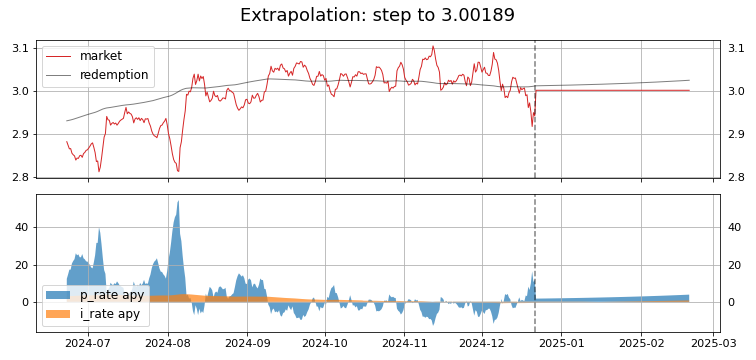 Extrapolation: step to 3.00189
3.1 3.1
market
redemption
3.0 3.0
2.9 2.9
2.8 2.8
40 40
20 20
p_rate apy
0 0
i_rate apy
2024-07 2024-08 2024-09 2024-10 2024-11 2024-12 2025-01 2025-02 2025-03